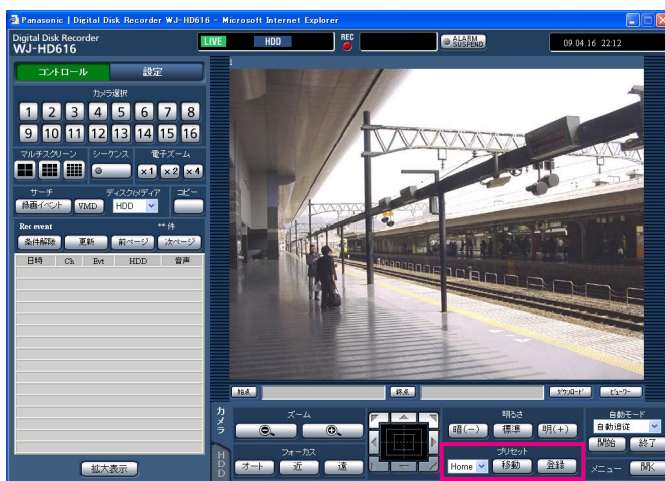 Panasonic | Digital Disk Recorder WJ-HD616 - Microsoft Internet Explorer
Digital Disk Recorder
WJ-HD616
LIVE HDD REC ALARM SUSPEND 09.04.16 22:12
コントロール 設定
カメラ選択
1 2 3 4 5 6 7 8
9 10 11 12 13 14 15 16
マルチスクリーン シーケンス 電子ズーム
×1 ×2 ×4
サーチ ディスク/メディア コピー
録画イベント VMD HDD
Rec event ** 件
条件解除 更新 前ページ 次ページ
日時 Ch Evt HDD 音声
拡大表示
1
始点 終点 ダウンロード ビューワー
カメラ
HDD
ズーム
フォーカス
オート 近 遠
明るさ
暗(-) 標準 明(+)
プリセット
Home 移動 登録
自動モード
自動追従
開始 終了
メニュー 開く